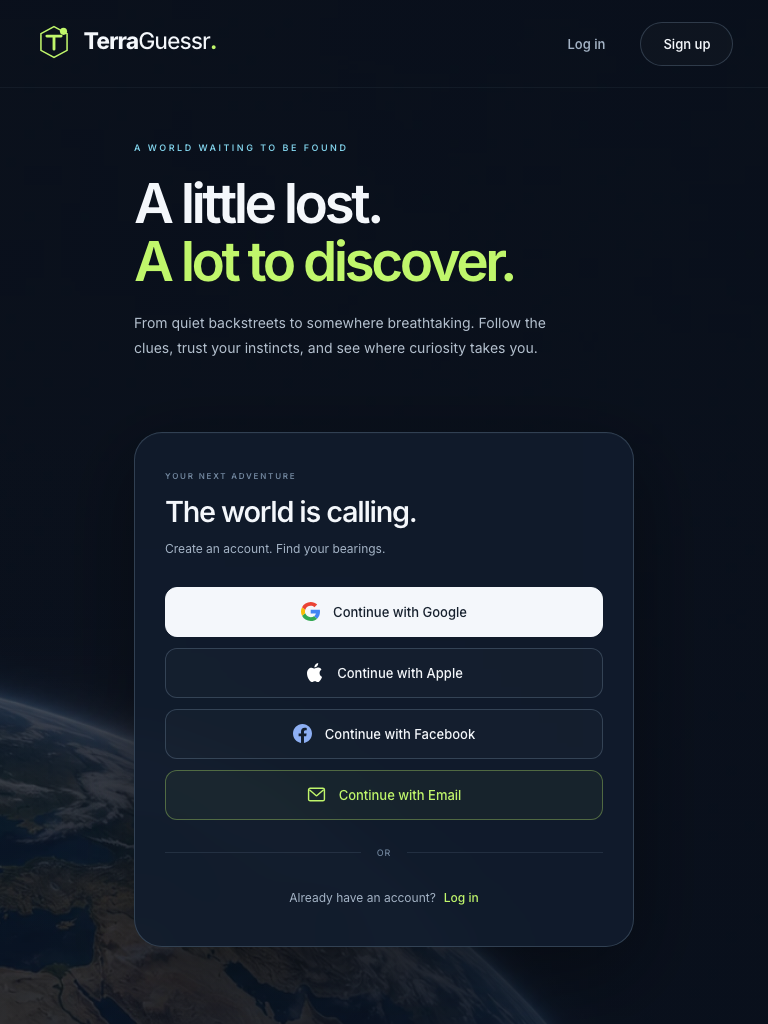 TerraGuessr.
Log in
Sign up
A WORLD WAITING TO BE FOUND
A little lost.
A lot to discover.
From quiet backstreets to somewhere breathtaking. Follow the
clues, trust your instincts, and see where curiosity takes you.
YOUR NEXT ADVENTURE
The world is calling.
Create an account. Find your bearings.
Continue with Google
Continue with Apple
Continue with Facebook
Continue with Email
OR
Already have an account? Log in